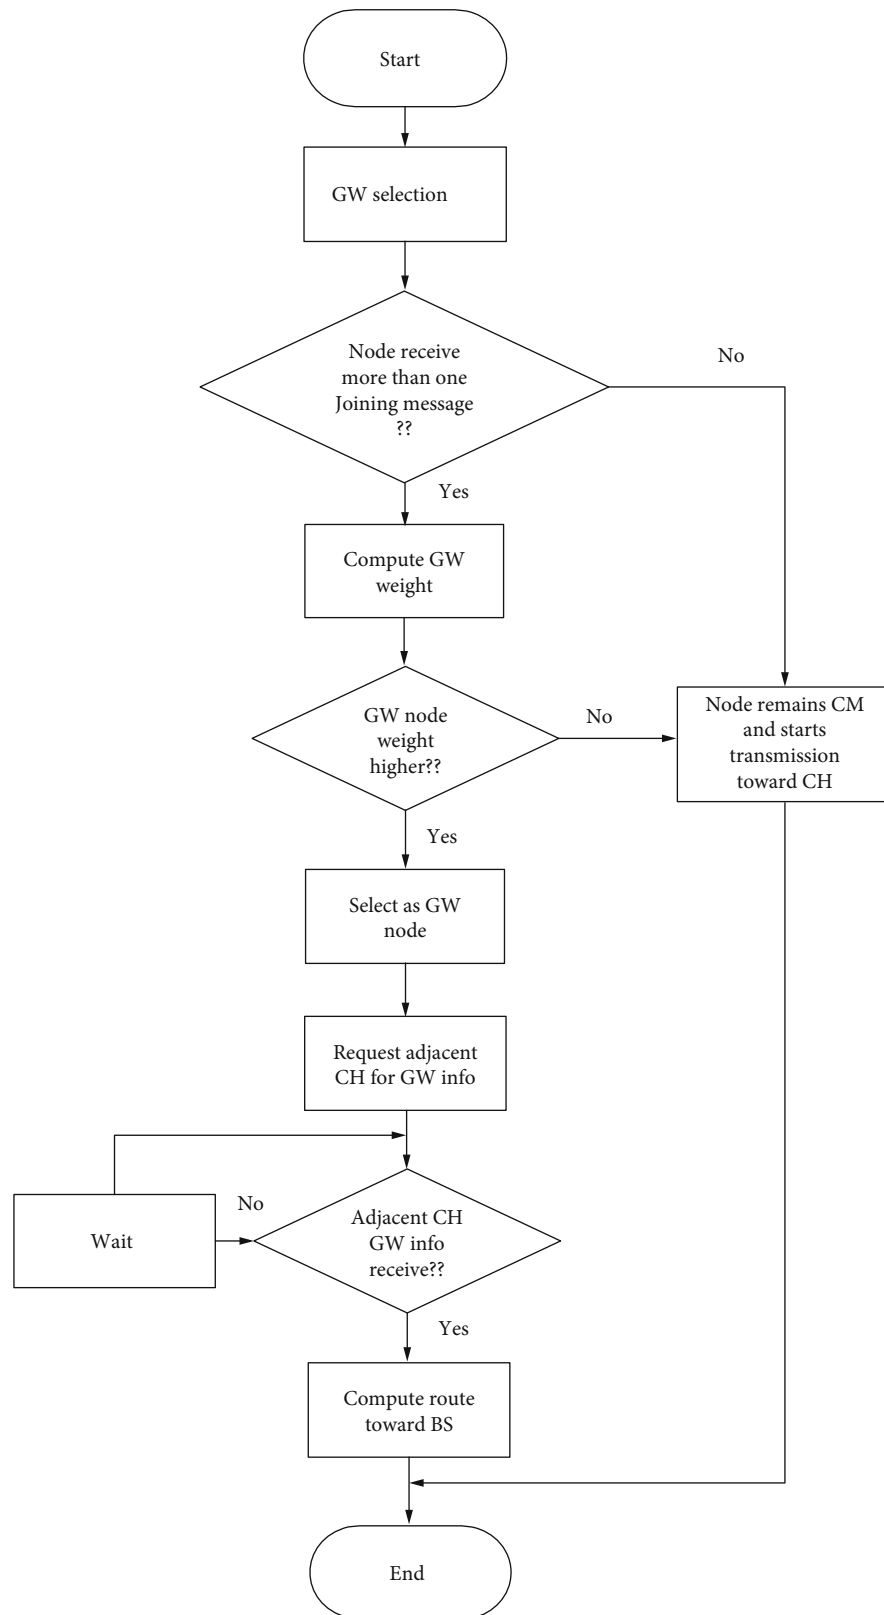 Start
GW selection
Node receive
more than one
Joining message
??
No
Yes
Compute GW
weight
GW node
weight
higher??
No
Node remains CM
and starts
transmission
toward CH
Yes
Select as GW
node
Request adjacent
CH for GW info
Wait
No
Adjacent CH
GW info
receive??
Yes
Compute route
toward BS
End